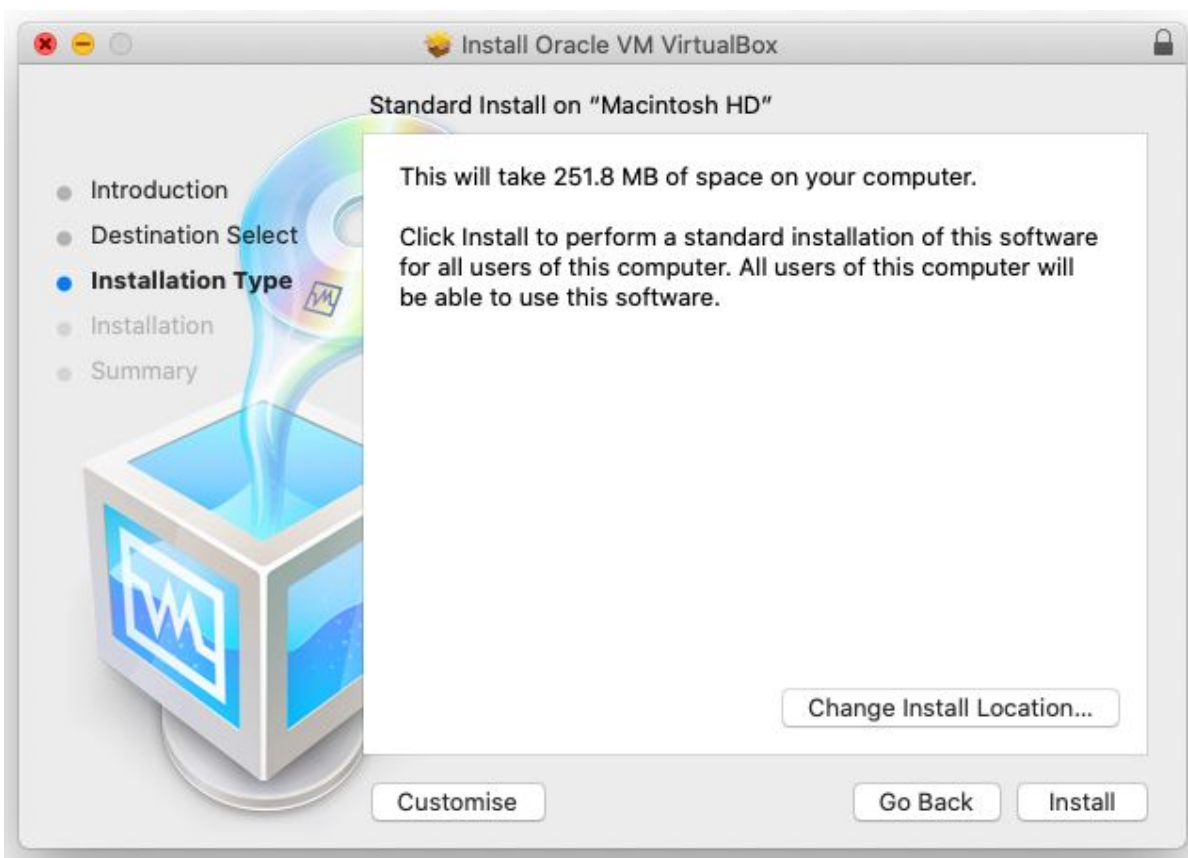 Install Oracle VM VirtualBox
Standard Install on “Macintosh HD”
Introduction
Destination Select
Installation Type
Installation
Summary
This will take 251.8 MB of space on your computer.
Click Install to perform a standard installation of this software
for all users of this computer. All users of this computer will
be able to use this software.
Change Install Location...
Customise
Go Back
Install